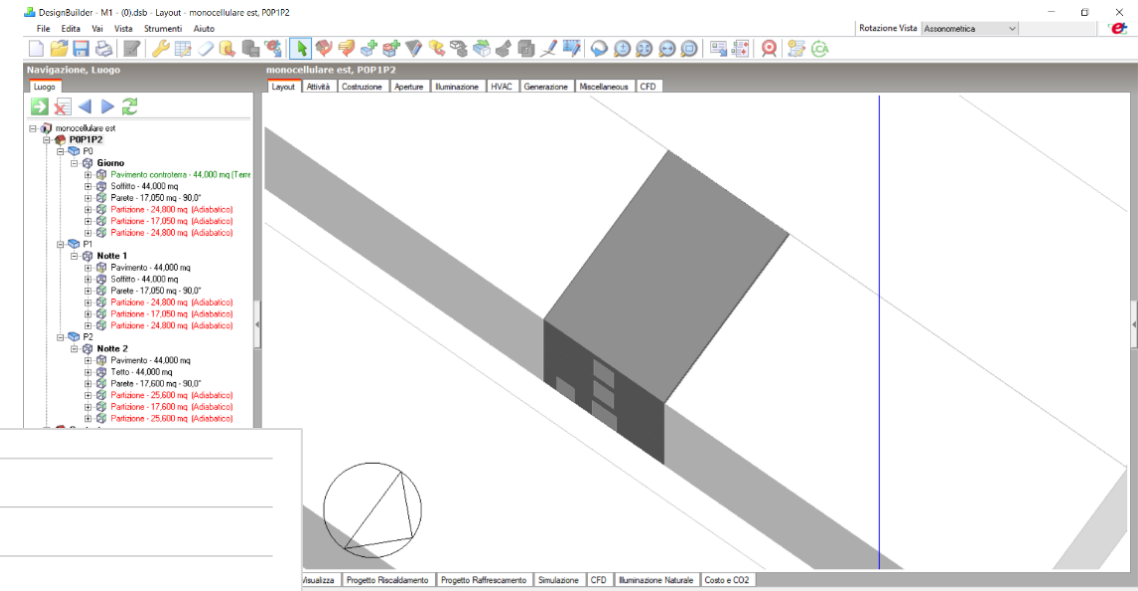 DesignBuilder - M1 - (0).dsb - Layout - monocellulare est, P0P1P2
File Edita Vai Vista Strumenti Aiuto
Rotazione Vista Assonometrica
Navigazione, Luogo
monocellulare est, P0P1P2
Luogo
Layout Attività Costruzione Aperture Illuminazione HVAC Generazione Miscellaneous CFD
monocellulare est
P0P1P2
P0
Giorno
Pavimento controterra - 44,000 mq (Terre
Soffitto - 44,000 mq
Parete - 17,050 mq - 90,0°
Partizione - 24,800 mq (Adiabatico)
Partizione - 17,050 mq (Adiabatico)
Partizione - 24,800 mq (Adiabatico)
P1
Notte 1
Pavimento - 44,000 mq
Soffitto - 44,000 mq
Parete - 17,050 mq - 90,0°
Partizione - 24,800 mq (Adiabatico)
Partizione - 17,050 mq (Adiabatico)
Partizione - 24,800 mq (Adiabatico)
P2
Notte 2
Pavimento - 44,000 mq
Tetto - 44,000 mq
Parete - 17,600 mq - 90,0°
Partizione - 25,600 mq (Adiabatico)
Partizione - 17,600 mq (Adiabatico)
Partizione - 25,600 mq (Adiabatico)
Visualizza Progetto Riscaldamento Progetto Raffrescamento Simulazione CFD Illuminazione Naturale Costo e CO2